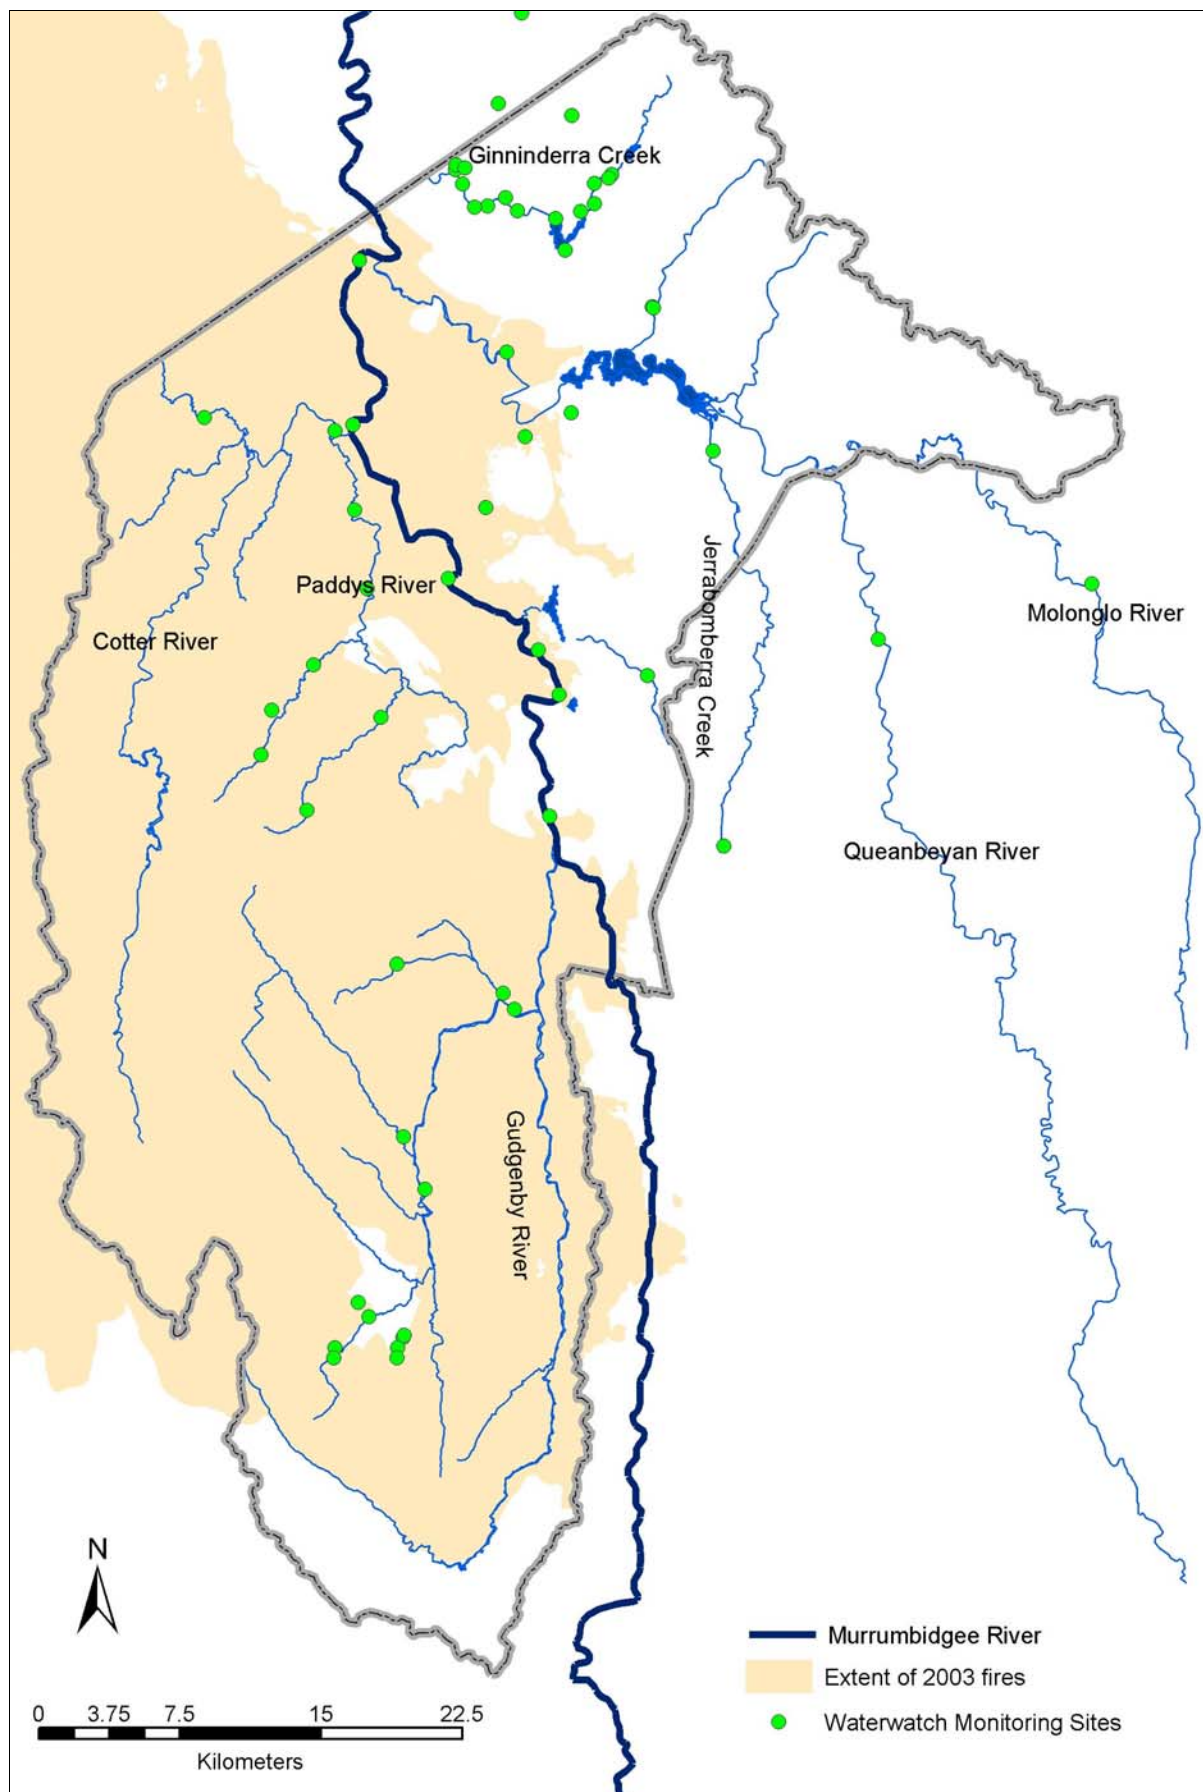 Ginninderra Creek
Paddys River
Cotter River
Jerrabomberra Creek
Molonglo River
Queanbeyan River
Gudgenby River
N
0 3.75 7.5 15 22.5
Kilometers
Murrumbidgee River
Extent of 2003 fires
Waterwatch Monitoring Sites